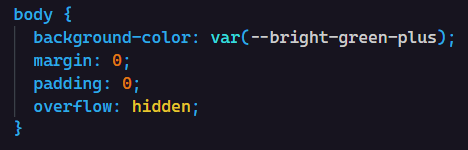 body {
  background-color: var(--bright-green-plus);
  margin: 0;
  padding: 0;
  overflow: hidden;
}